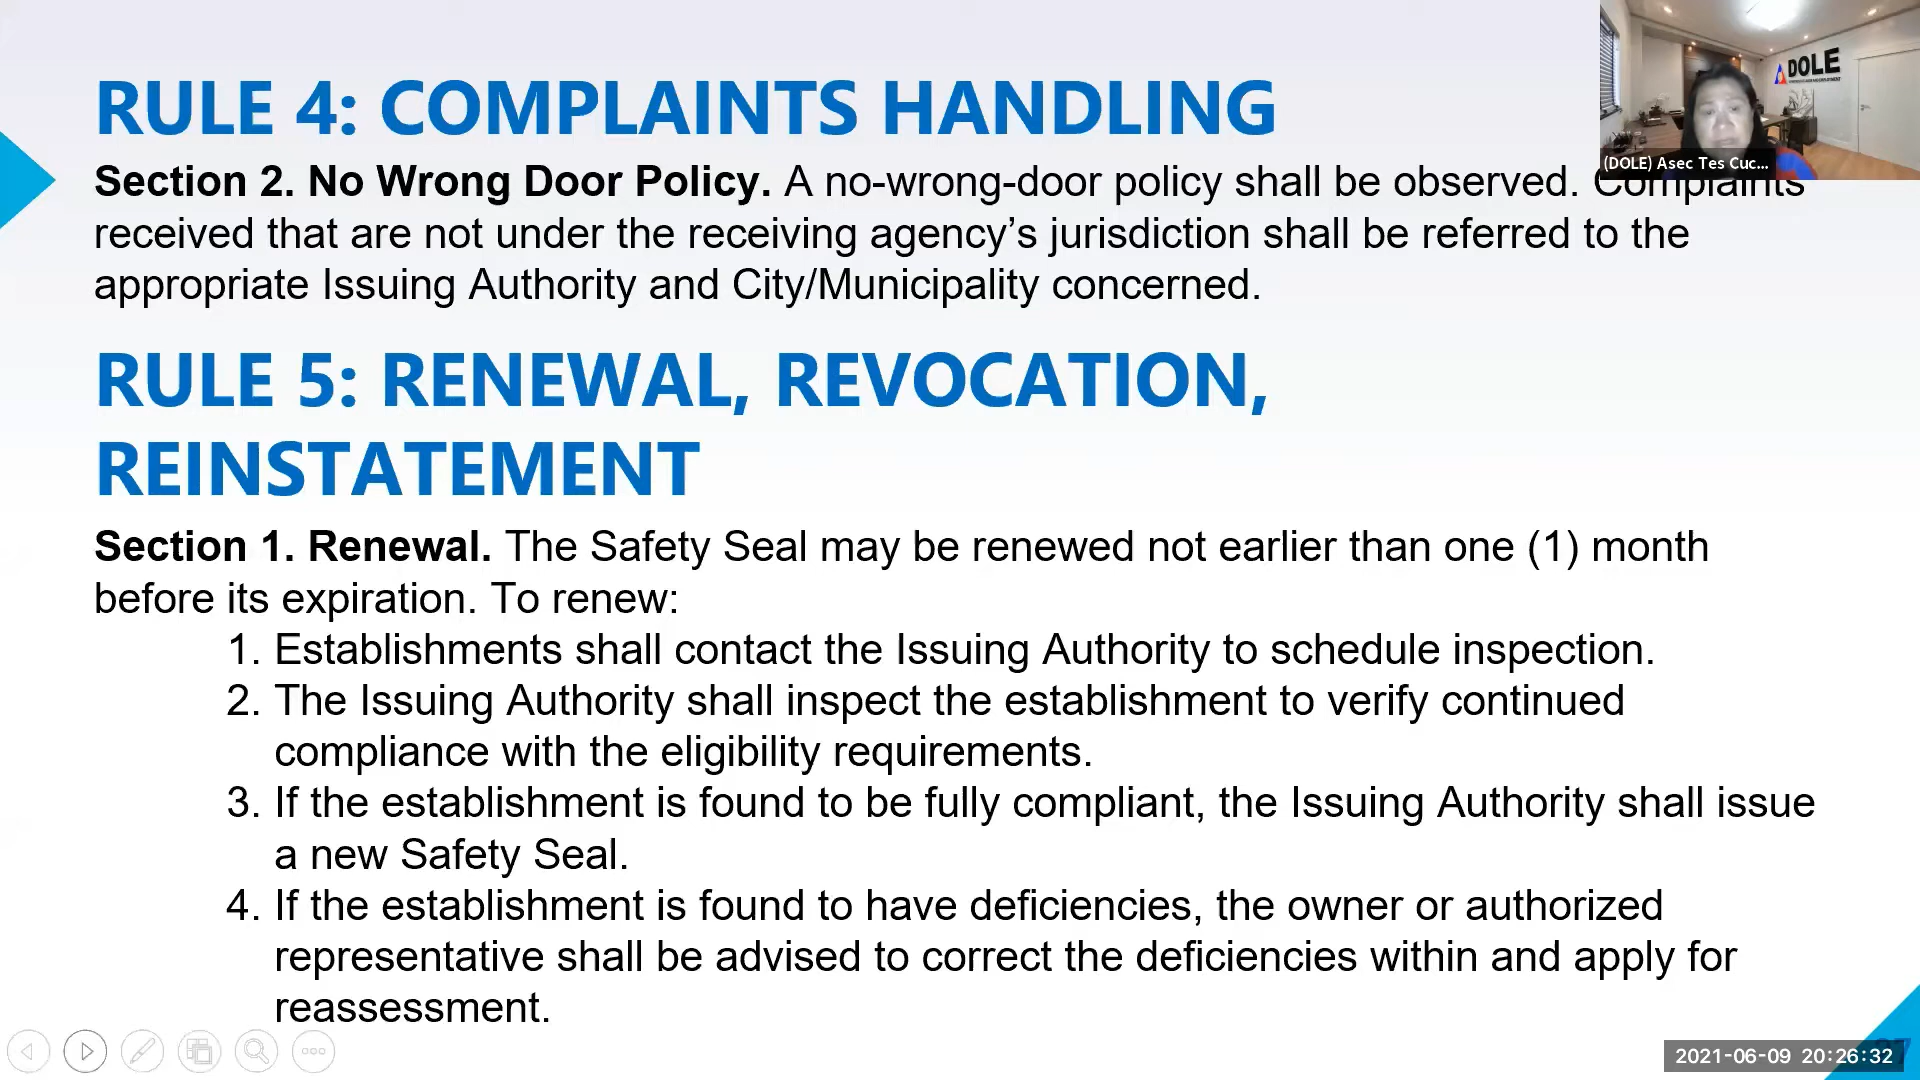 DOLE
(DOLE) Asec Tes Cuc...
RULE 4: COMPLAINTS HANDLING
Section 2. No Wrong Door Policy. A no-wrong-door policy shall be observed. Complaints
received that are not under the receiving agency’s jurisdiction shall be referred to the
appropriate Issuing Authority and City/Municipality concerned.
RULE 5: RENEWAL, REVOCATION,
REINSTATEMENT
Section 1. Renewal. The Safety Seal may be renewed not earlier than one (1) month
before its expiration. To renew:
1. Establishments shall contact the Issuing Authority to schedule inspection.
2. The Issuing Authority shall inspect the establishment to verify continued
compliance with the eligibility requirements.
3. If the establishment is found to be fully compliant, the Issuing Authority shall issue
a new Safety Seal.
4. If the establishment is found to have deficiencies, the owner or authorized
representative shall be advised to correct the deficiencies within and apply for
reassessment.
2021-06-09 20:26:32